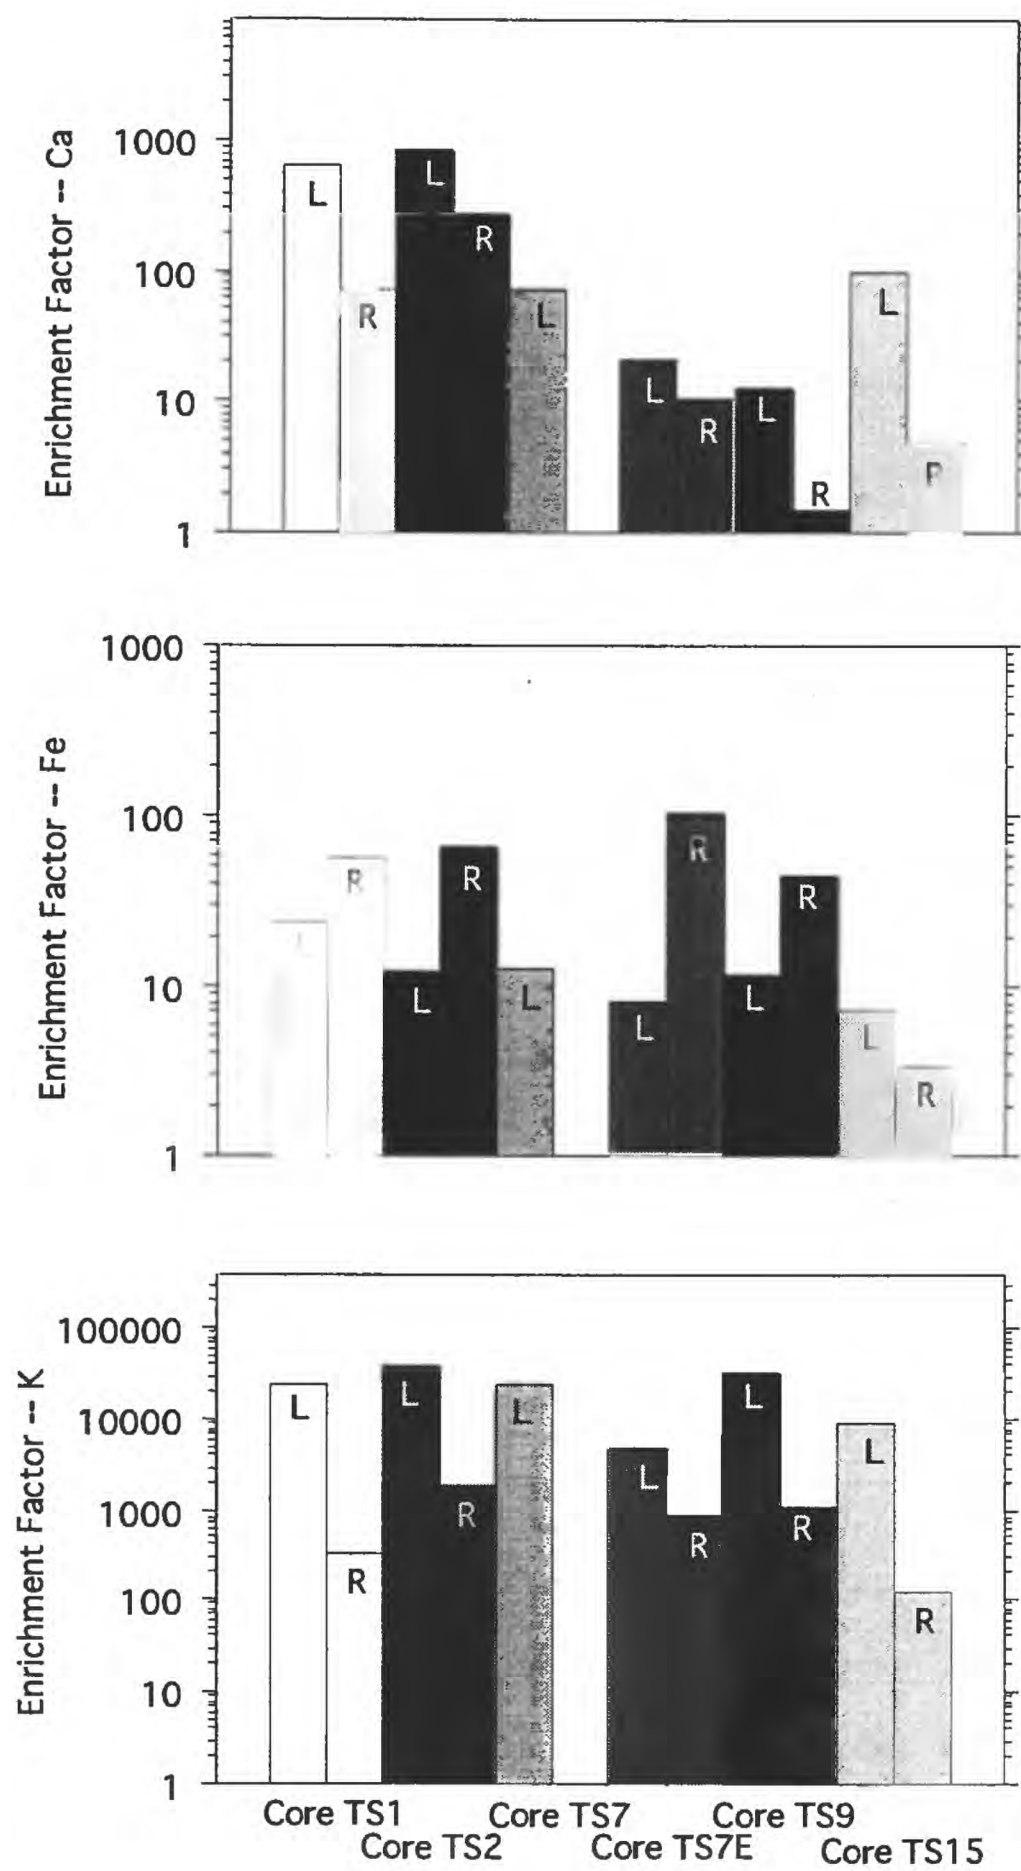 Enrichment Factor -- Ca
1000
100
10
1
L
R
L
R
L
L
R
L
R
L
R
Enrichment Factor -- Fe
1000
100
10
1
L
R
L
R
L
L
R
L
R
L
R
Enrichment Factor -- K
100000
10000
1000
100
10
1
L
R
L
R
L
L
R
L
R
L
R
Core TS1
Core TS2
Core TS7
Core TS7E
Core TS9
Core TS15